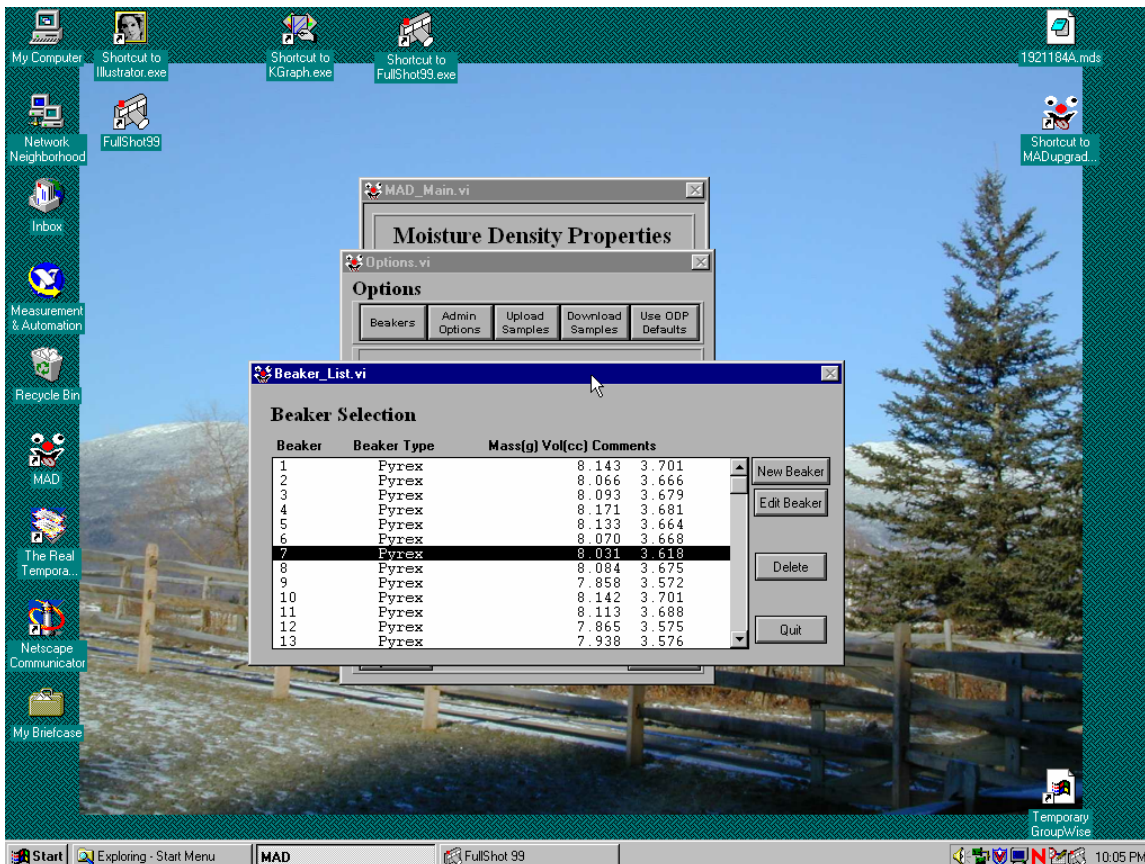 My Computer
Shortcut to
Illustrator.exe
Shortcut to
KGraph.exe
Shortcut to
FullShot99.exe
1921184A.mds
Network
Neighborhood
FullShot99
Shortcut to
MADupgrad...
Inbox
Measurement
& Automation
Recycle Bin
MAD
The Real
Tempora...
Netscape
Communicator
My Briefcase
Temporary
GroupWise
MAD_Main.vi
Moisture Density Properties
Options.vi
Options
Beakers
Admin
Options
Upload
Samples
Download
Samples
Use ODP
Defaults
Beaker_List.vi
Beaker Selection
Beaker Beaker Type Mass(g) Vol(cc) Comments
1 Pyrex 8.143 3.701
2 Pyrex 8.066 3.666
3 Pyrex 8.093 3.679
4 Pyrex 8.171 3.681
5 Pyrex 8.133 3.664
6 Pyrex 8.070 3.668
7 Pyrex 8.031 3.618
8 Pyrex 8.084 3.675
9 Pyrex 7.858 3.572
10 Pyrex 8.142 3.701
11 Pyrex 8.113 3.688
12 Pyrex 7.865 3.575
13 Pyrex 7.938 3.576
New Beaker
Edit Beaker
Delete
Quit
Start Exploring - Start Menu MAD FullShot 99 N 10:05 PM